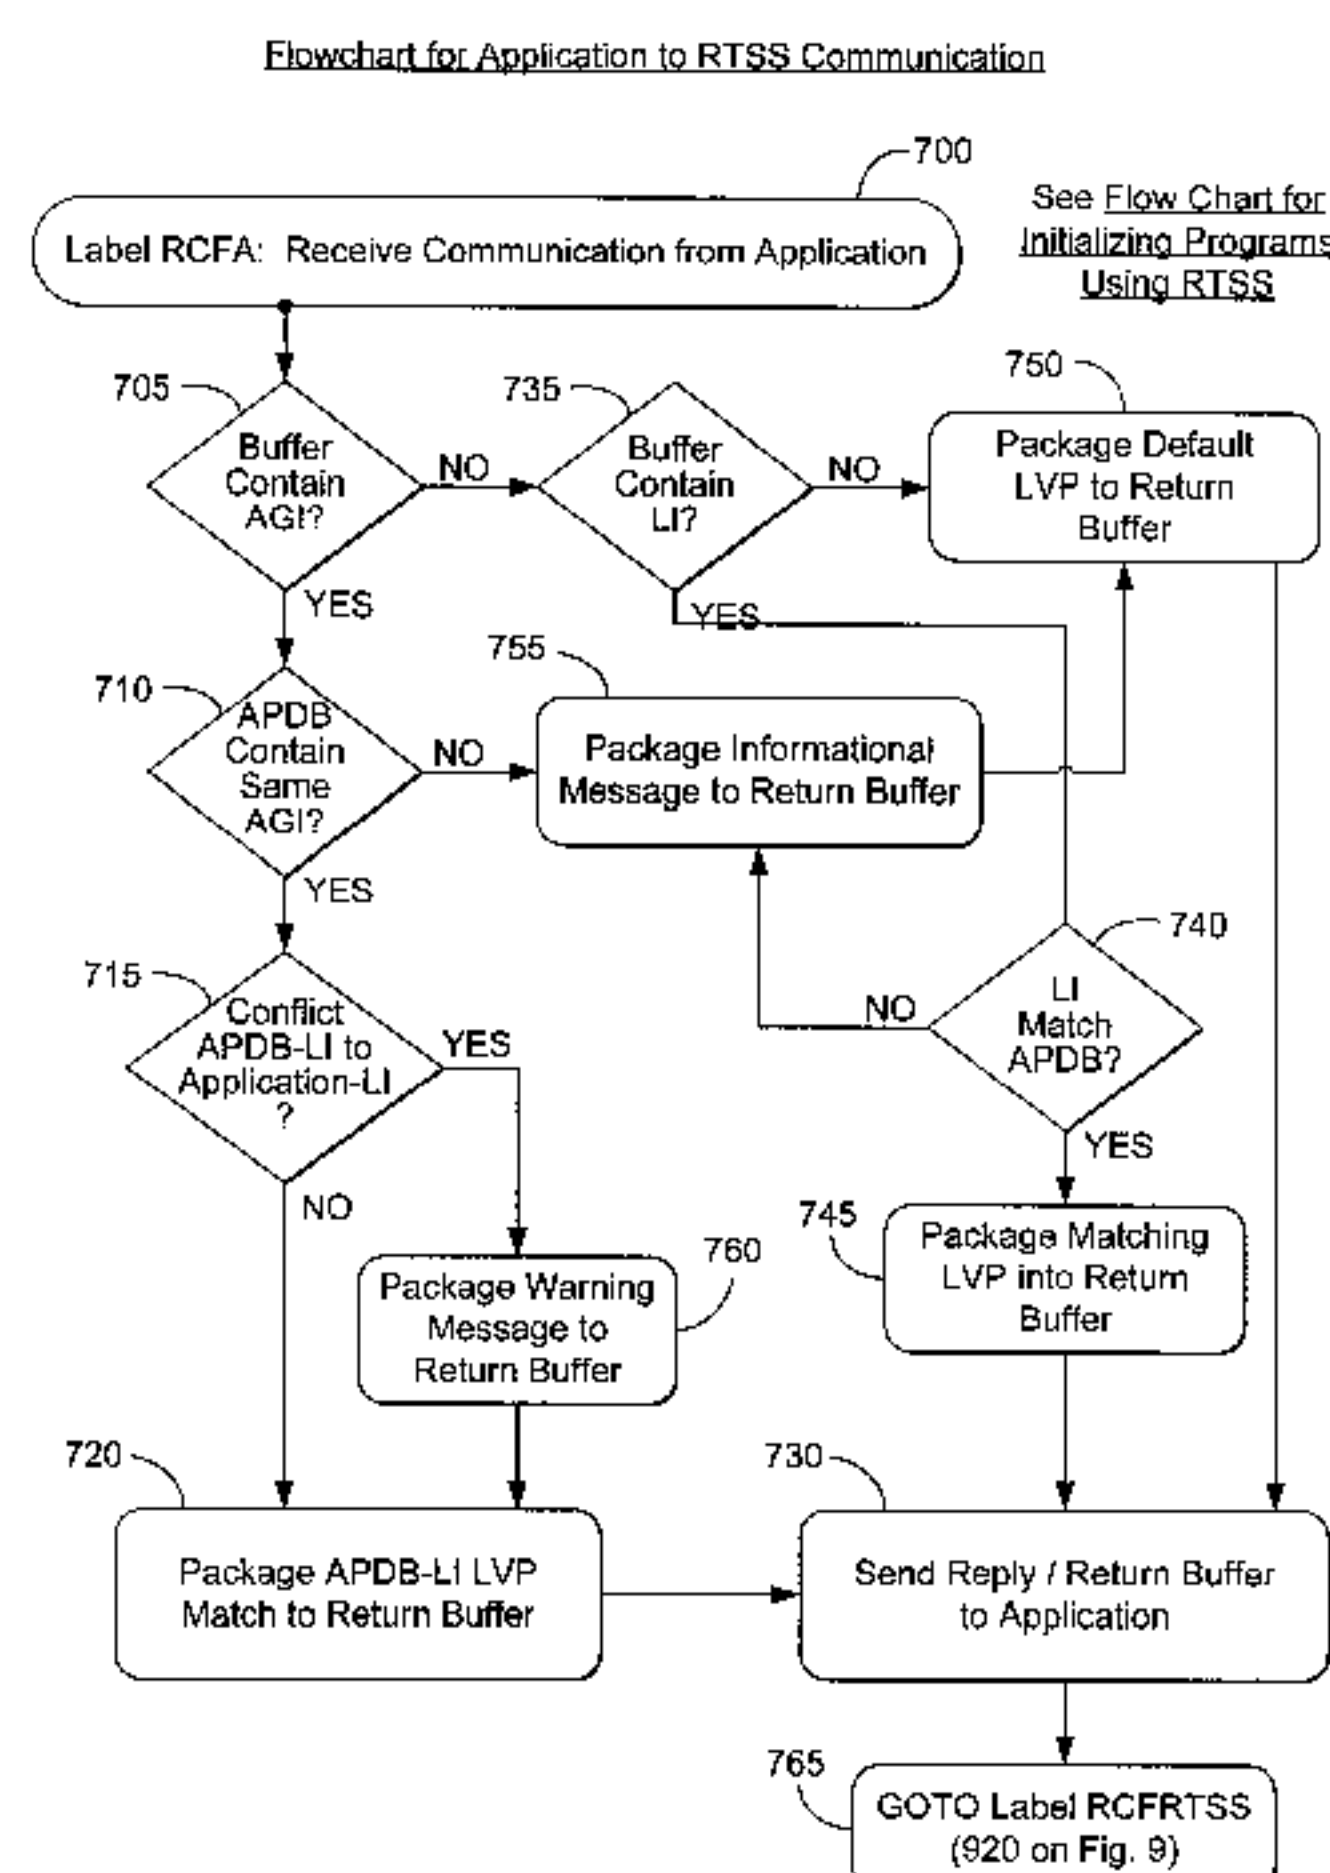 Flowchart for Application to RTSS Communication
700
Label RCFA: Receive Communication from Application
See Flow Chart for
Initializing Programs
Using RTSS
705
Buffer
Contain
AGI?
NO
YES
735
Buffer
Contain
LI?
NO
YES
750
Package Default
LVP to Return
Buffer
710
APDB
Contain
Same
AGI?
NO
YES
755
Package Informational
Message to Return Buffer
715
Conflict
APDB-LI to
Application-LI
?
YES
NO
740
LI
Match
APDB?
NO
YES
745
Package Matching
LVP into Return
Buffer
760
Package Warning
Message to
Return Buffer
720
Package APDB-LI LVP
Match to Return Buffer
730
Send Reply / Return Buffer
to Application
765
GOTO Label RCFRTSS
(920 on Fig. 9)